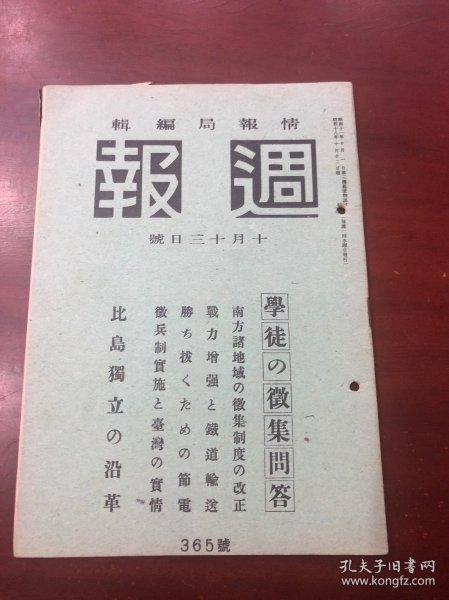 輯編局報情
報週
號日三十月十
學徒の徵集問答
南方諸地域の徵集制度の改正
戰力增强と鐵道輸送
勝ち拔くための節電
徵兵制實施と臺灣の實情
比島獨立の沿革
365號
孔夫子旧书网
www.kongfz.com